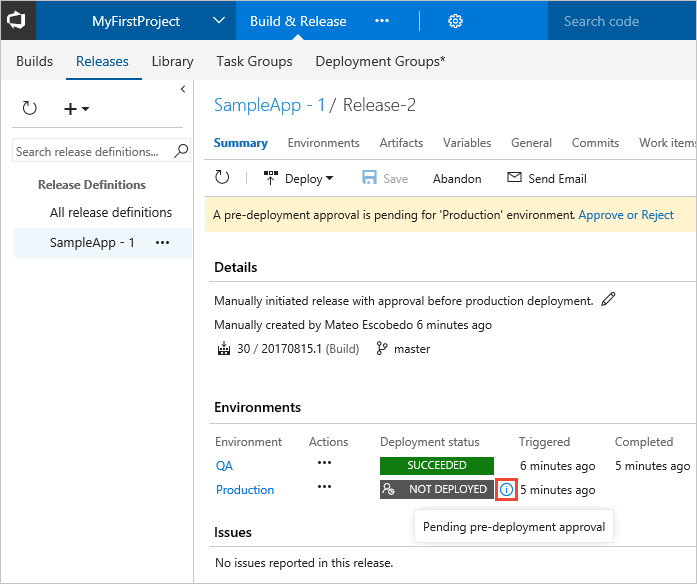 MyFirstProject Build & Release ••• Search code
Builds Releases Library Task Groups Deployment Groups*
SampleApp - 1 / Release-2
Search release definitions...
Summary Environments Artifacts Variables General Commits Work items
Deploy Save Abandon Send Email
Release Definitions
All release definitions
SampleApp - 1 •••
A pre-deployment approval is pending for 'Production' environment. Approve or Reject
Details
Manually initiated release with approval before production deployment.
Manually created by Mateo Escobedo 6 minutes ago
30 / 20170815.1 (Build) master
Environments
Environment Actions Deployment status Triggered Completed
QA ••• SUCCEEDED 6 minutes ago 5 minutes ago
Production ••• NOT DEPLOYED 5 minutes ago
Pending pre-deployment approval
Issues
No issues reported in this release.